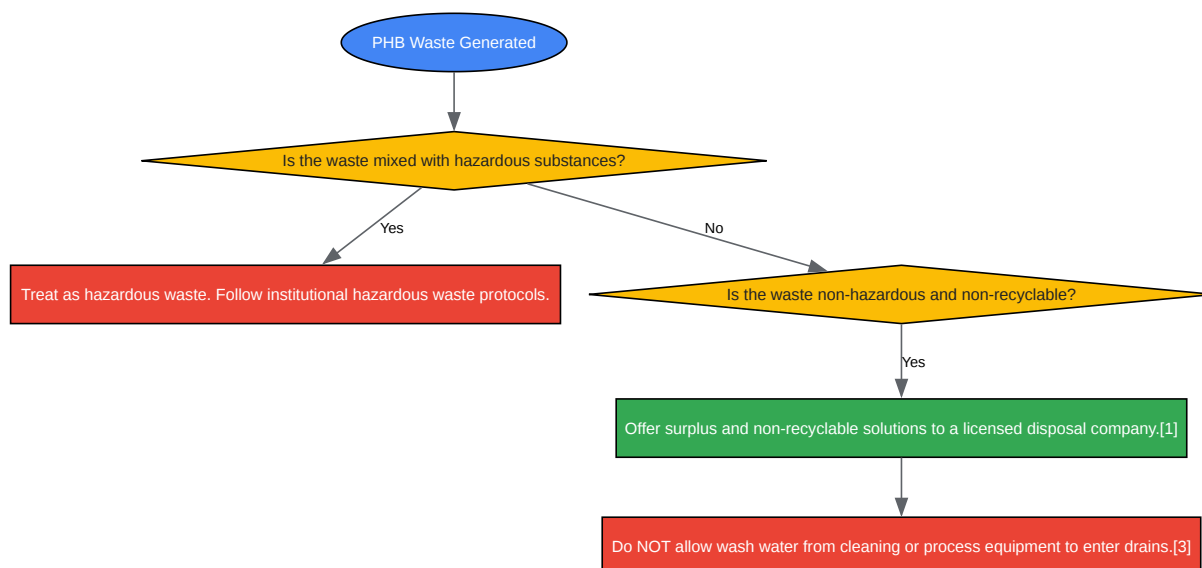 PHB Waste Generated
Is the waste mixed with hazardous substances?
Yes
No
Treat as hazardous waste. Follow institutional hazardous waste protocols.
Is the waste non-hazardous and non-recyclable?
Yes
Offer surplus and non-recyclable solutions to a licensed disposal company.[1]
Do NOT allow wash water from cleaning or process equipment to enter drains.[3]